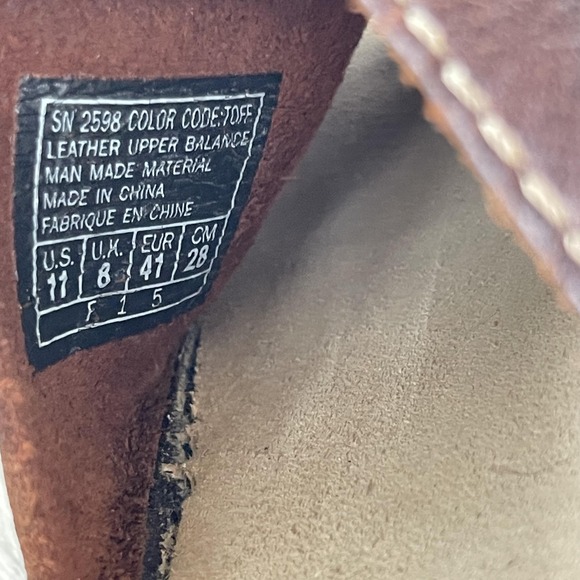 SN 2598 COLOR CODE:TOFF
LEATHER UPPER BALANCE
MAN MADE MATERIAL
MADE IN CHINA
FABRIQUE EN CHINE
U.S. U.K. EUR CM
11 8 41 28
F 1 5